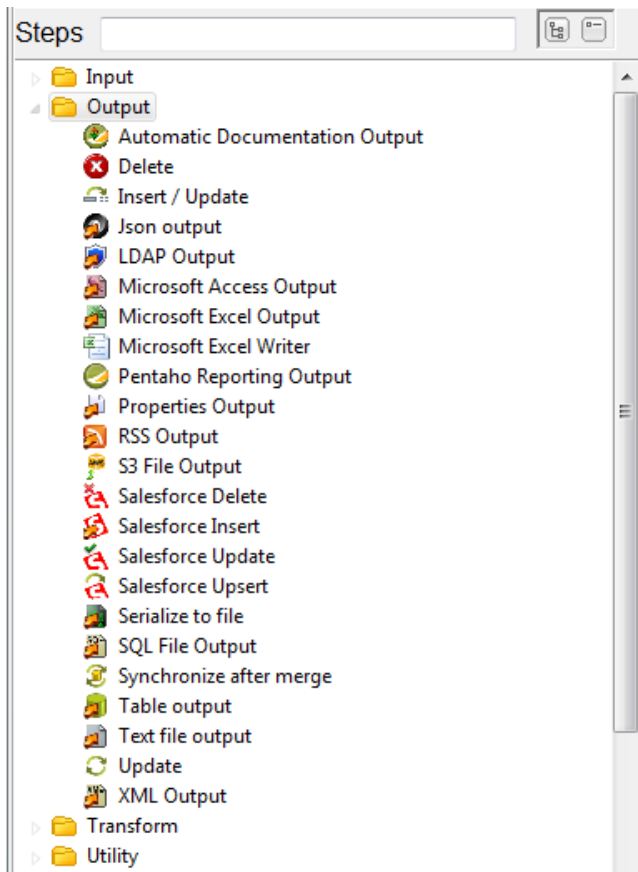 Steps
Input
Output
Automatic Documentation Output
Delete
Insert / Update
Json output
LDAP Output
Microsoft Access Output
Microsoft Excel Output
Microsoft Excel Writer
Pentaho Reporting Output
Properties Output
RSS Output
S3 File Output
Salesforce Delete
Salesforce Insert
Salesforce Update
Salesforce Upsert
Serialize to file
SQL File Output
Synchronize after merge
Table output
Text file output
Update
XML Output
Transform
Utility